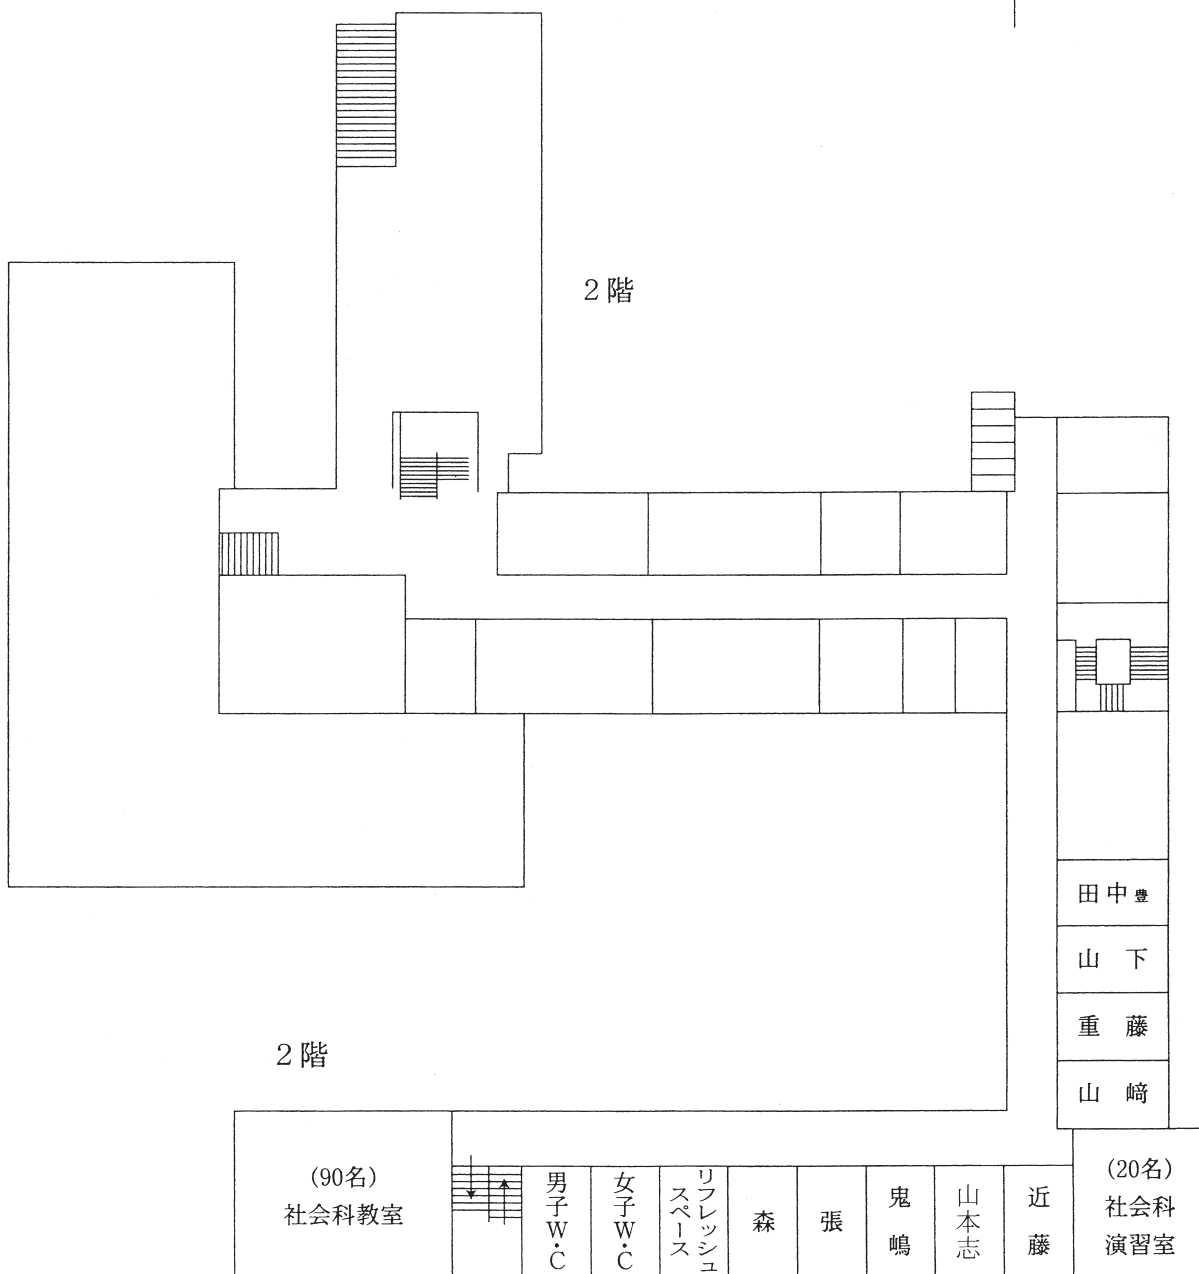 2階
田中豊
山下
重藤
山﨑
2階
(90名)
社会科教室
男子W・C
女子W・C
リフレッシュ
スペース
森
張
鬼嶋
山本志
近藤
(20名)
社会科
演習室